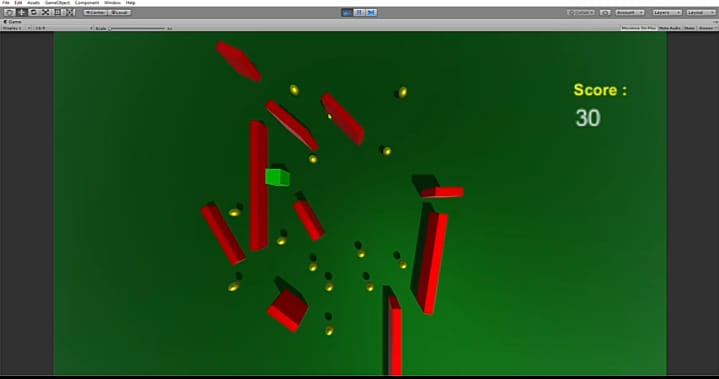 File Edit Assets GameObject Component Window Help
Center Local Collab Account Layers Layout
Game
Display 1 16:9 Scale 1x Maximize On Play Mute Audio Stats Gizmos
Score :
30